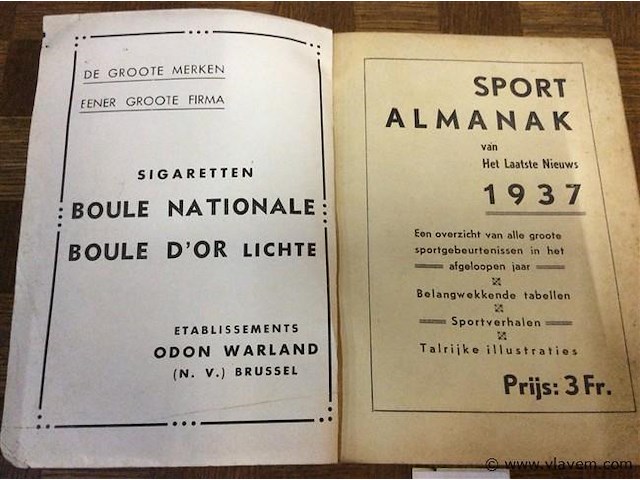 DE GROOTE MERKEN
EENER GROOTE FIRMA
SIGARETTEN
BOULE NATIONALE
BOULE D'OR LICHTE
ETABLISSEMENTS
ODON WARLAND
(N. V.) BRUSSEL
SPORT
ALMANAK
van
Het Laatste Nieuws
1937
Een overzicht van alle groote
sportgebeurtenissen in het
afgeloopen jaar
Belangwekkende tabellen
Sportverhalen
Talrijke illustraties
Prijs: 3 Fr.
© www.vlavem.com